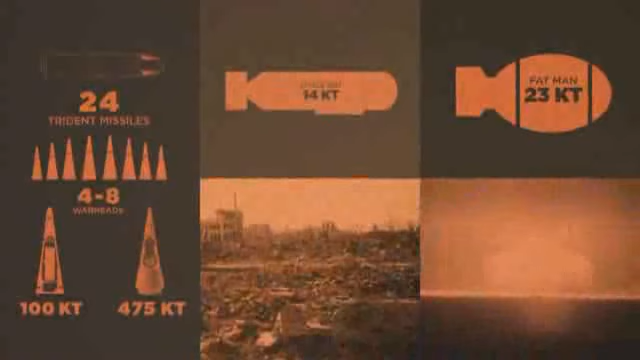 24
TRIDENT MISSILES
4-8
WARHEADS
100 KT
475 KT
14 KT
FAT MAN
23 KT